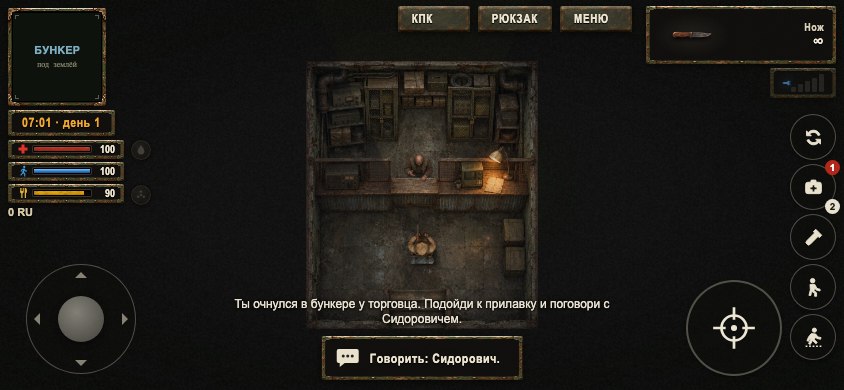 КПК
РЮКЗАК
МЕНЮ
Нож
∞
БУНКЕР
под землёй
07:01 · день 1
100
100
90
0 RU
1
2
Ты очнулся в бункере у торговца. Подойди к прилавку и поговори с
Сидоровичем.
Говорить: Сидорович.